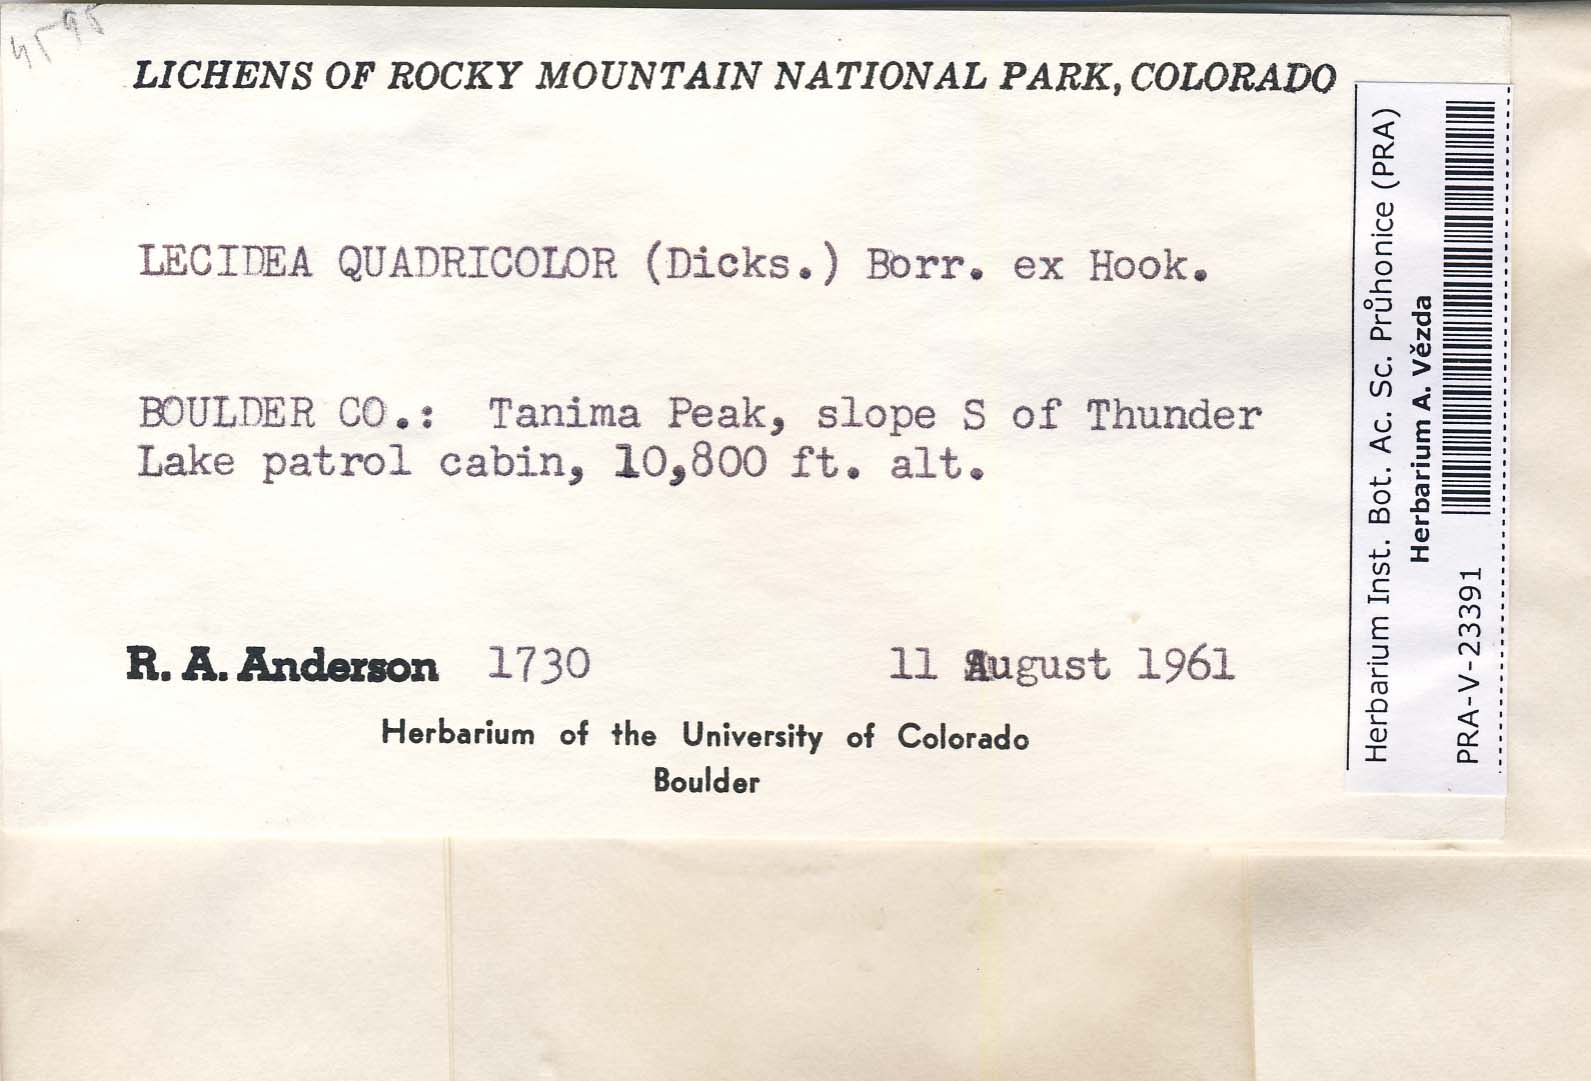 4595
LICHENS OF ROCKY MOUNTAIN NATIONAL PARK, COLORADO
LECIDEA QUADRICOLOR (Dicks.) Borr. ex Hook.
BOULDER CO.: Tanima Peak, slope S of Thunder
Lake patrol cabin, 10,800 ft. alt.
R. A. Anderson 1730 11 August 1961
Herbarium of the University of Colorado
Boulder
Herbarium Inst. Bot. Ac. Sc. Průhonice (PRA)
Herbarium A. Vězda
PRA-V-23391